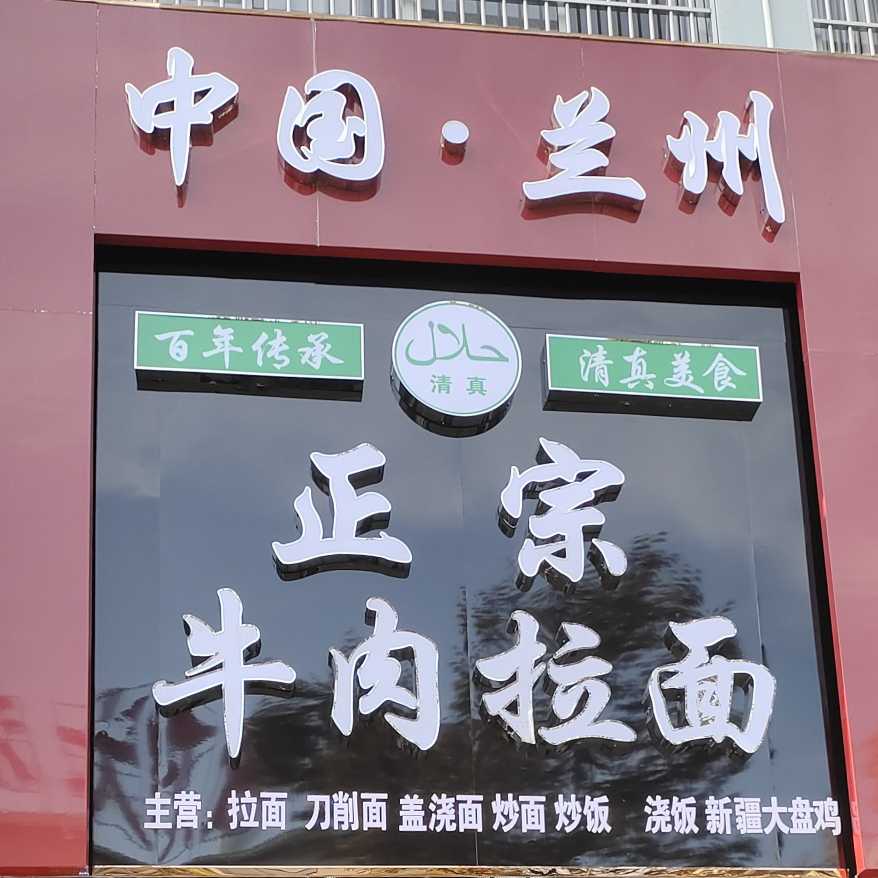 中国·兰州
百年传承
حلال
清真
清真美食
正宗
牛肉拉面
主营：拉面 刀削面 盖浇面 炒面 炒饭 浇饭 新疆大盘鸡